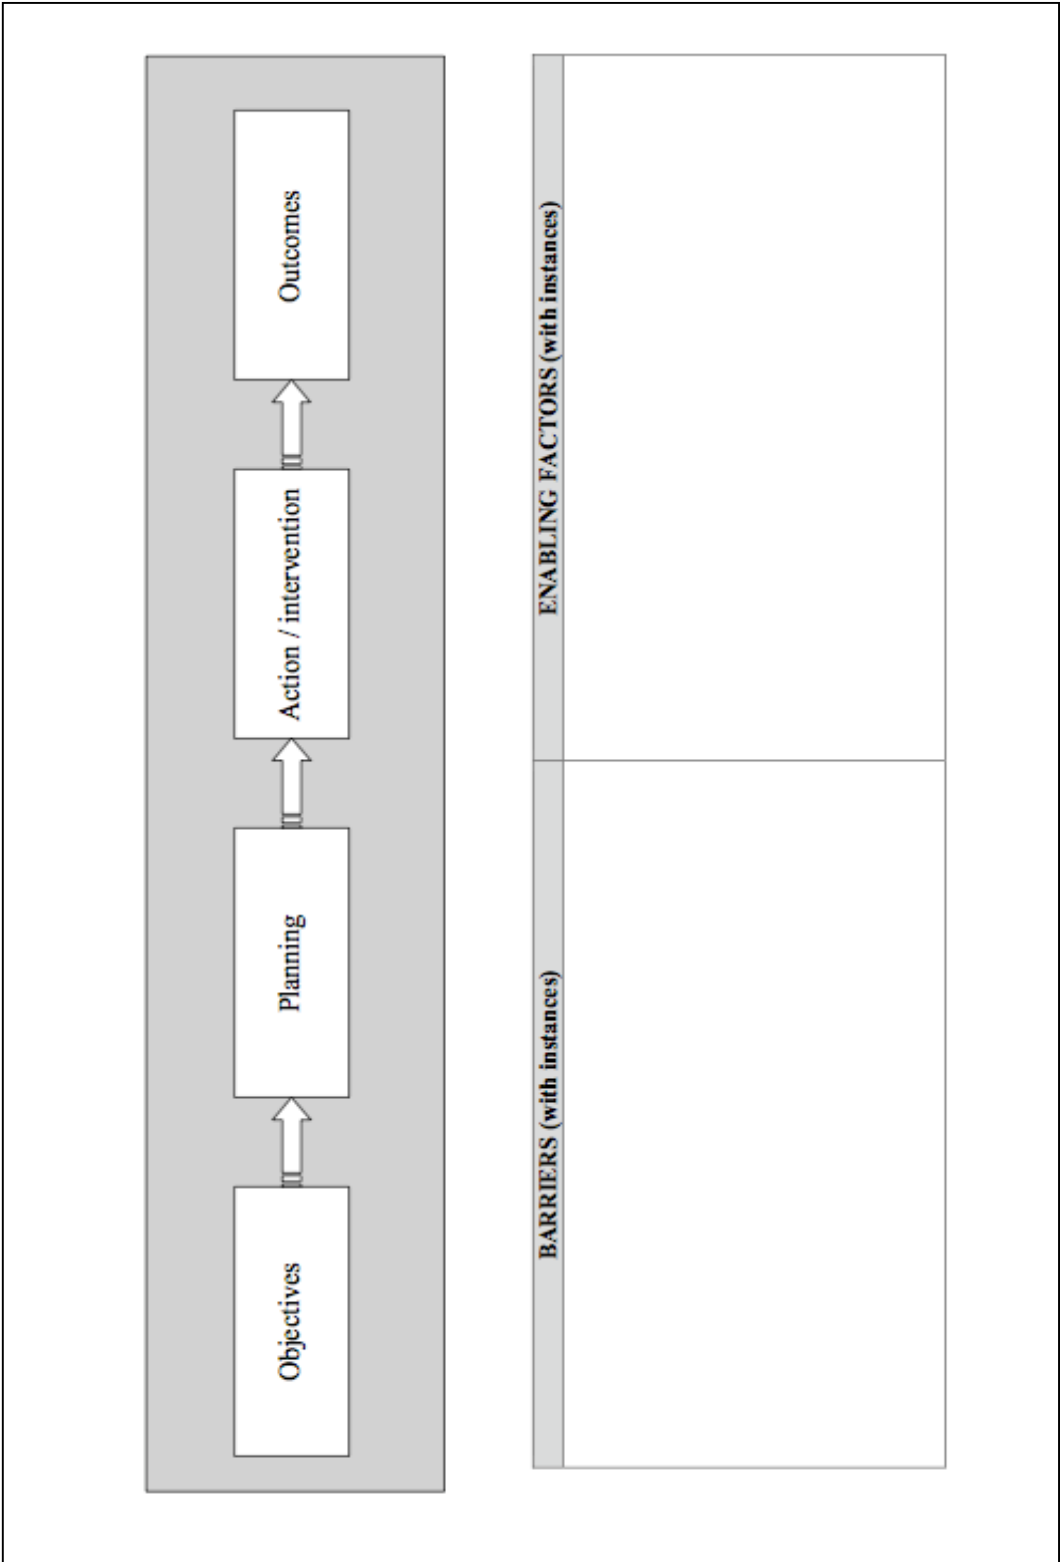 Objectives
Planning
Action / intervention
Outcomes
BARRIERS (with instances)
ENABLING FACTORS (with instances)